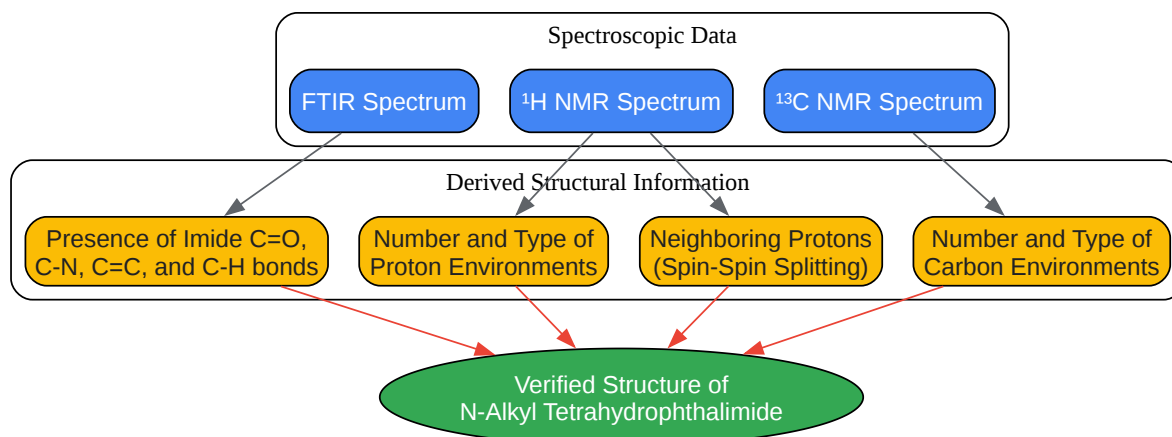 Spectroscopic Data
FTIR Spectrum
¹H NMR Spectrum
¹³C NMR Spectrum
Derived Structural Information
Presence of Imide C=O,
C-N, C=C, and C-H bonds
Number and Type of
Proton Environments
Neighboring Protons
(Spin-Spin Splitting)
Number and Type of
Carbon Environments
Verified Structure of
N-Alkyl Tetrahydrophthalimide